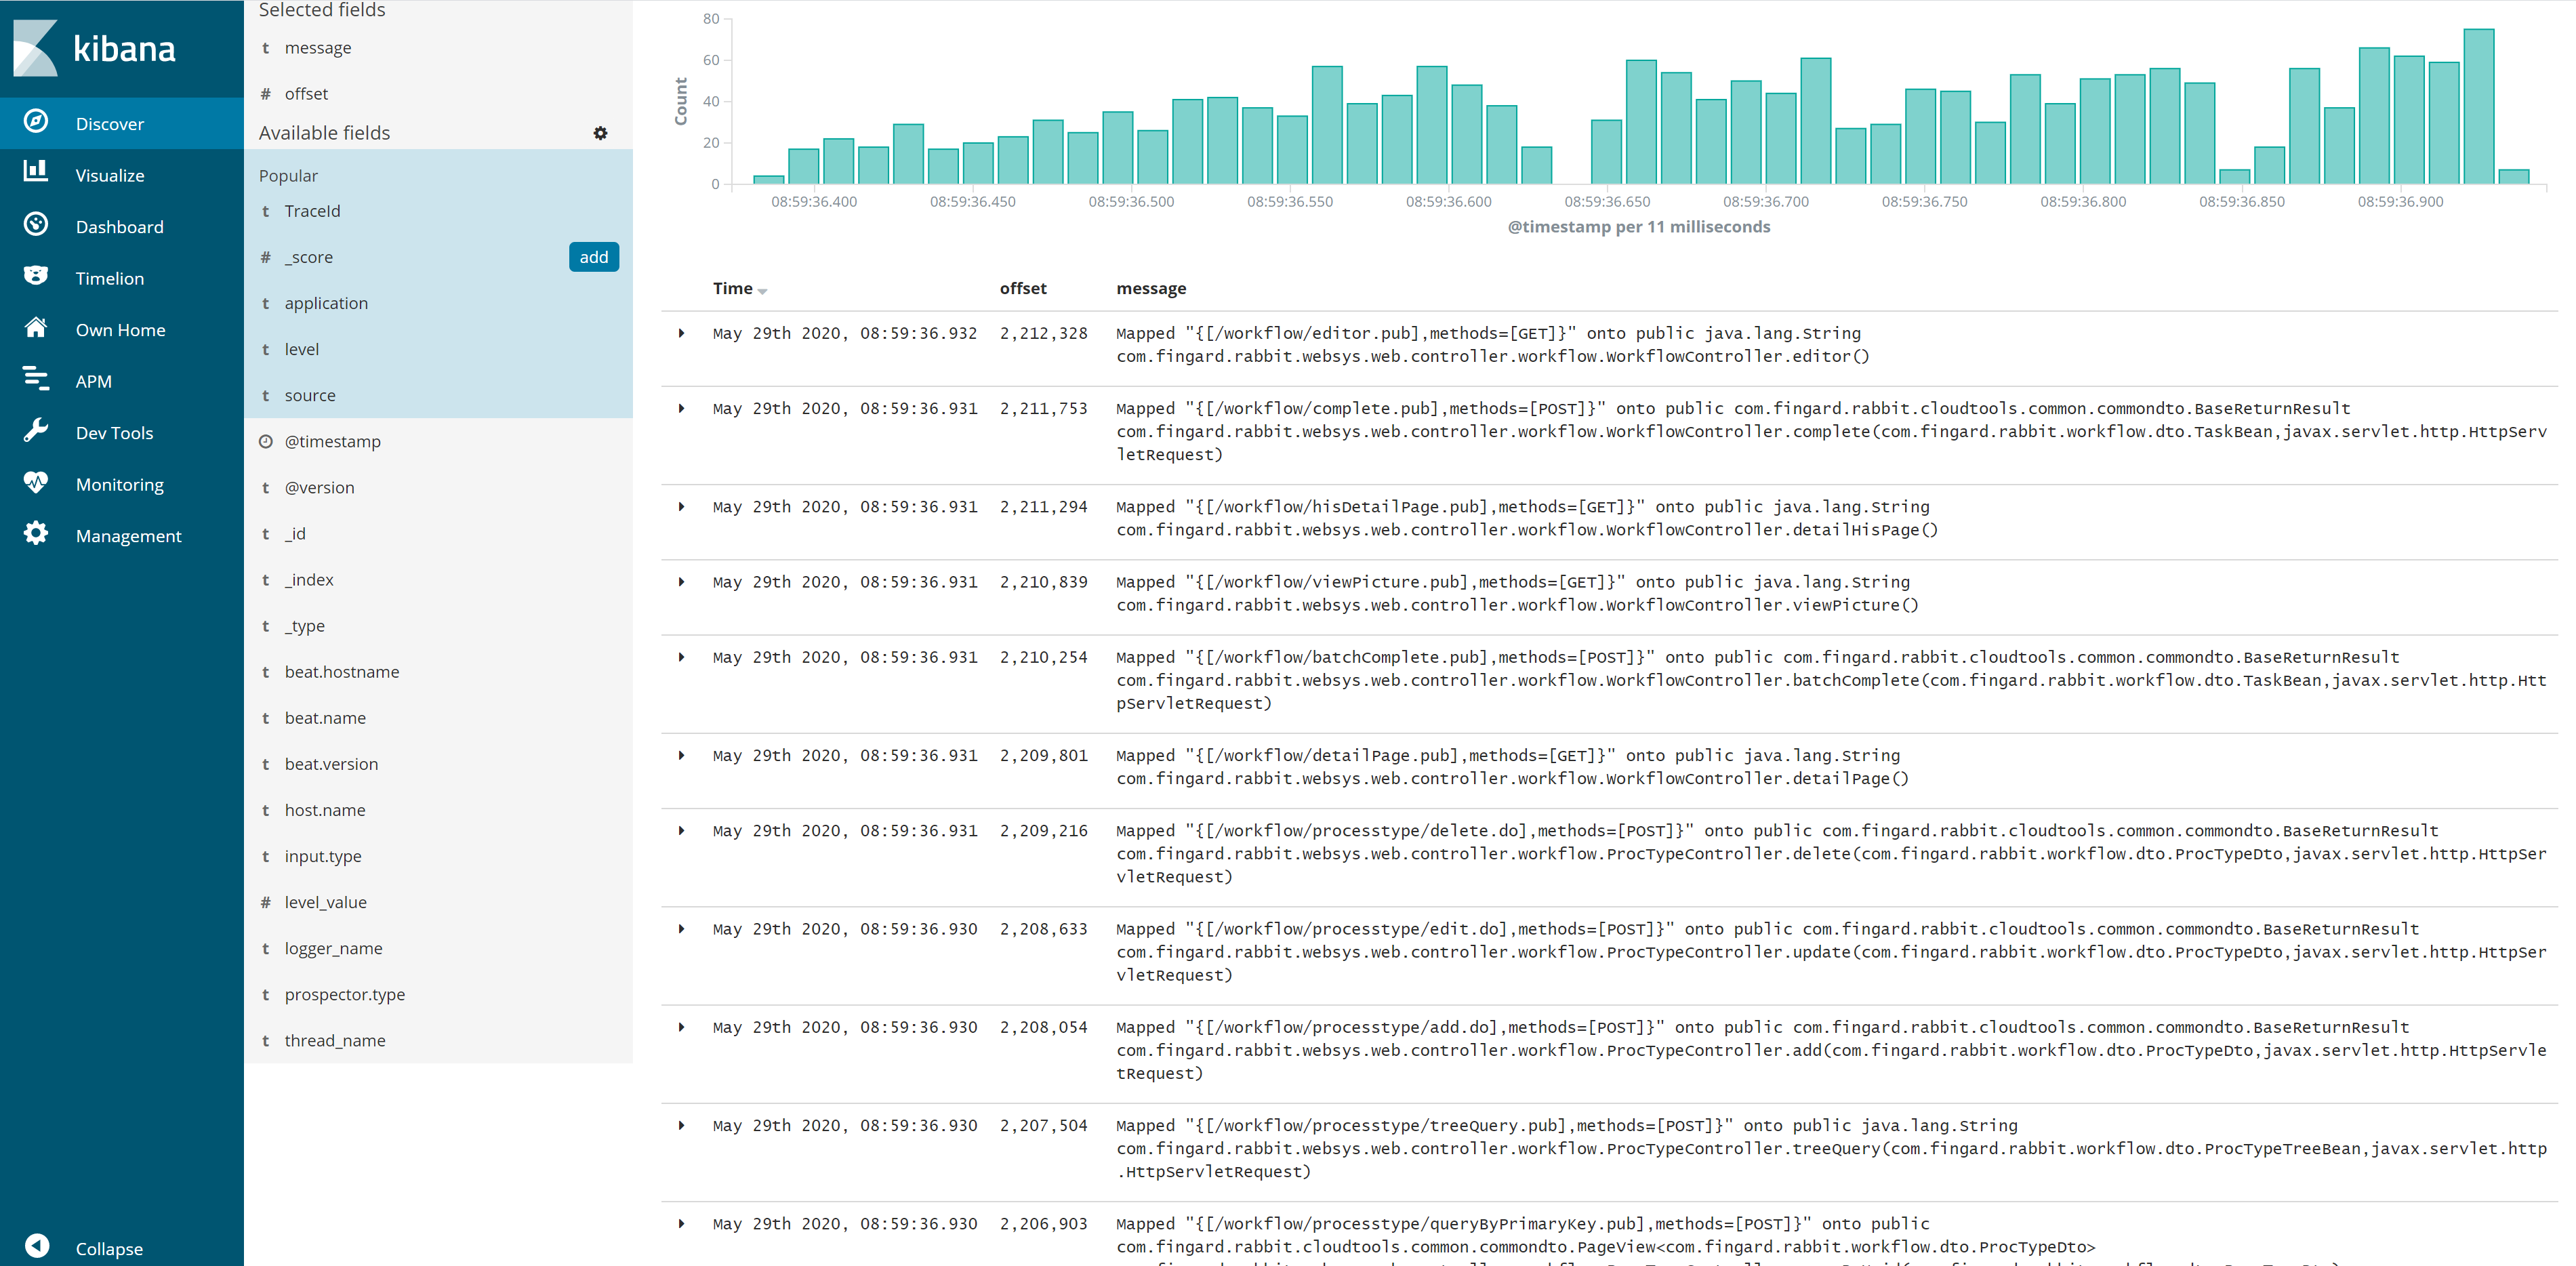 kibana
Discover
Visualize
Dashboard
Timelion
Own Home
APM
Dev Tools
Monitoring
Management
Collapse
Selected fields
t message
# offset
Available fields
Popular
t TraceId
# _score add
t application
t level
t source
@timestamp
t @version
t _id
t _index
t _type
t beat.hostname
t beat.name
t beat.version
t host.name
t input.type
# level_value
t logger_name
t prospector.type
t thread_name
Count
80
60
40
20
0
08:59:36.400 08:59:36.450 08:59:36.500 08:59:36.550 08:59:36.600 08:59:36.650 08:59:36.700 08:59:36.750 08:59:36.800 08:59:36.850 08:59:36.900
@timestamp per 11 milliseconds
Time offset message
May 29th 2020, 08:59:36.932 2,212,328 Mapped "{[/workflow/editor.pub],methods=[GET]}" onto public java.lang.String
com.fingard.rabbit.websys.web.controller.workflow.WorkflowController.editor()
May 29th 2020, 08:59:36.931 2,211,753 Mapped "{[/workflow/complete.pub],methods=[POST]}" onto public com.fingard.rabbit.cloudtools.common.commondto.BaseReturnResult
com.fingard.rabbit.websys.web.controller.workflow.WorkflowController.complete(com.fingard.rabbit.workflow.dto.TaskBean,javax.servlet.http.HttpServ
letRequest)
May 29th 2020, 08:59:36.931 2,211,294 Mapped "{[/workflow/hisDetailPage.pub],methods=[GET]}" onto public java.lang.String
com.fingard.rabbit.websys.web.controller.workflow.WorkflowController.detailHisPage()
May 29th 2020, 08:59:36.931 2,210,839 Mapped "{[/workflow/viewPicture.pub],methods=[GET]}" onto public java.lang.String
com.fingard.rabbit.websys.web.controller.workflow.WorkflowController.viewPicture()
May 29th 2020, 08:59:36.931 2,210,254 Mapped "{[/workflow/batchComplete.pub],methods=[POST]}" onto public com.fingard.rabbit.cloudtools.common.commondto.BaseReturnResult
com.fingard.rabbit.websys.web.controller.workflow.WorkflowController.batchComplete(com.fingard.rabbit.workflow.dto.TaskBean,javax.servlet.http.Htt
pServletRequest)
May 29th 2020, 08:59:36.931 2,209,801 Mapped "{[/workflow/detailPage.pub],methods=[GET]}" onto public java.lang.String
com.fingard.rabbit.websys.web.controller.workflow.WorkflowController.detailPage()
May 29th 2020, 08:59:36.931 2,209,216 Mapped "{[/workflow/processtype/delete.do],methods=[POST]}" onto public com.fingard.rabbit.cloudtools.common.commondto.BaseReturnResult
com.fingard.rabbit.websys.web.controller.workflow.ProcTypeController.delete(com.fingard.rabbit.workflow.dto.ProcTypeDto,javax.servlet.http.HttpSer
vletRequest)
May 29th 2020, 08:59:36.930 2,208,633 Mapped "{[/workflow/processtype/edit.do],methods=[POST]}" onto public com.fingard.rabbit.cloudtools.common.commondto.BaseReturnResult
com.fingard.rabbit.websys.web.controller.workflow.ProcTypeController.update(com.fingard.rabbit.workflow.dto.ProcTypeDto,javax.servlet.http.HttpSer
vletRequest)
May 29th 2020, 08:59:36.930 2,208,054 Mapped "{[/workflow/processtype/add.do],methods=[POST]}" onto public com.fingard.rabbit.cloudtools.common.commondto.BaseReturnResult
com.fingard.rabbit.websys.web.controller.workflow.ProcTypeController.add(com.fingard.rabbit.workflow.dto.ProcTypeDto,javax.servlet.http.HttpServle
tRequest)
May 29th 2020, 08:59:36.930 2,207,504 Mapped "{[/workflow/processtype/treeQuery.pub],methods=[POST]}" onto public java.lang.String
com.fingard.rabbit.websys.web.controller.workflow.ProcTypeController.treeQuery(com.fingard.rabbit.workflow.dto.ProcTypeTreeBean,javax.servlet.http
.HttpServletRequest)
May 29th 2020, 08:59:36.930 2,206,903 Mapped "{[/workflow/processtype/queryByPrimaryKey.pub],methods=[POST]}" onto public
com.fingard.rabbit.cloudtools.common.commondto.PageView<com.fingard.rabbit.workflow.dto.ProcTypeDto>